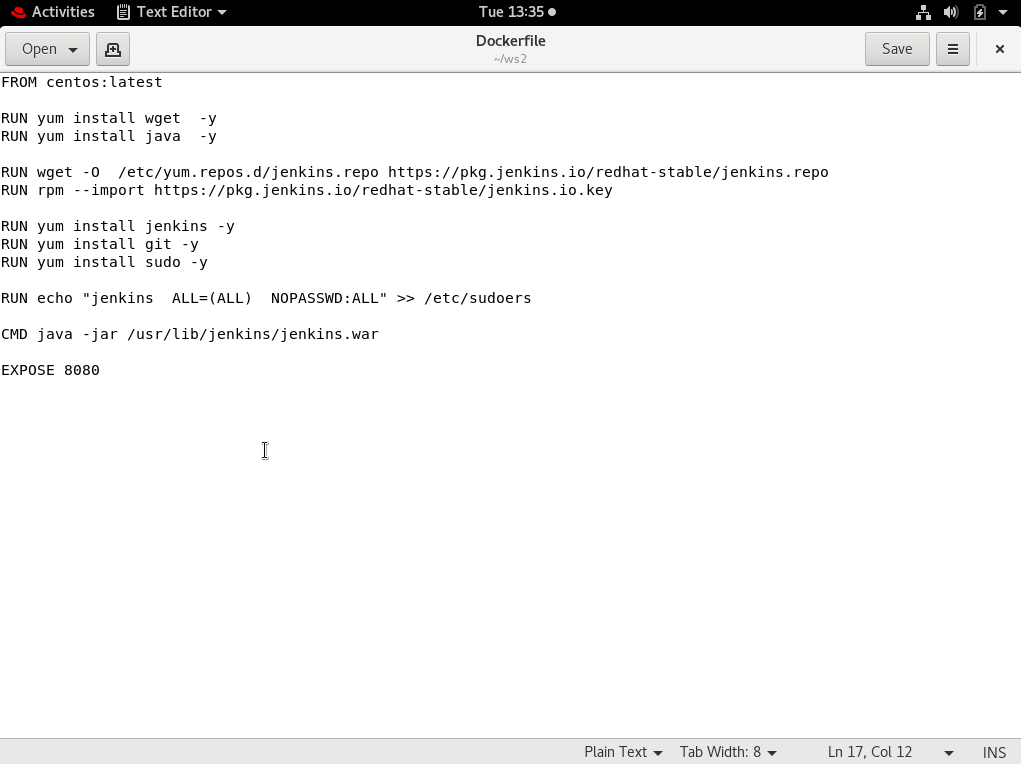 Activities Text Editor Tue 13:35
Open Dockerfile Save
~/ws2
FROM centos:latest
RUN yum install wget  -y
RUN yum install java  -y
RUN wget -O  /etc/yum.repos.d/jenkins.repo https://pkg.jenkins.io/redhat-stable/jenkins.repo
RUN rpm --import https://pkg.jenkins.io/redhat-stable/jenkins.io.key
RUN yum install jenkins -y
RUN yum install git -y
RUN yum install sudo -y
RUN echo "jenkins  ALL=(ALL)  NOPASSWD:ALL" >> /etc/sudoers
CMD java -jar /usr/lib/jenkins/jenkins.war
EXPOSE 8080
Plain Text Tab Width: 8 Ln 17, Col 12 INS